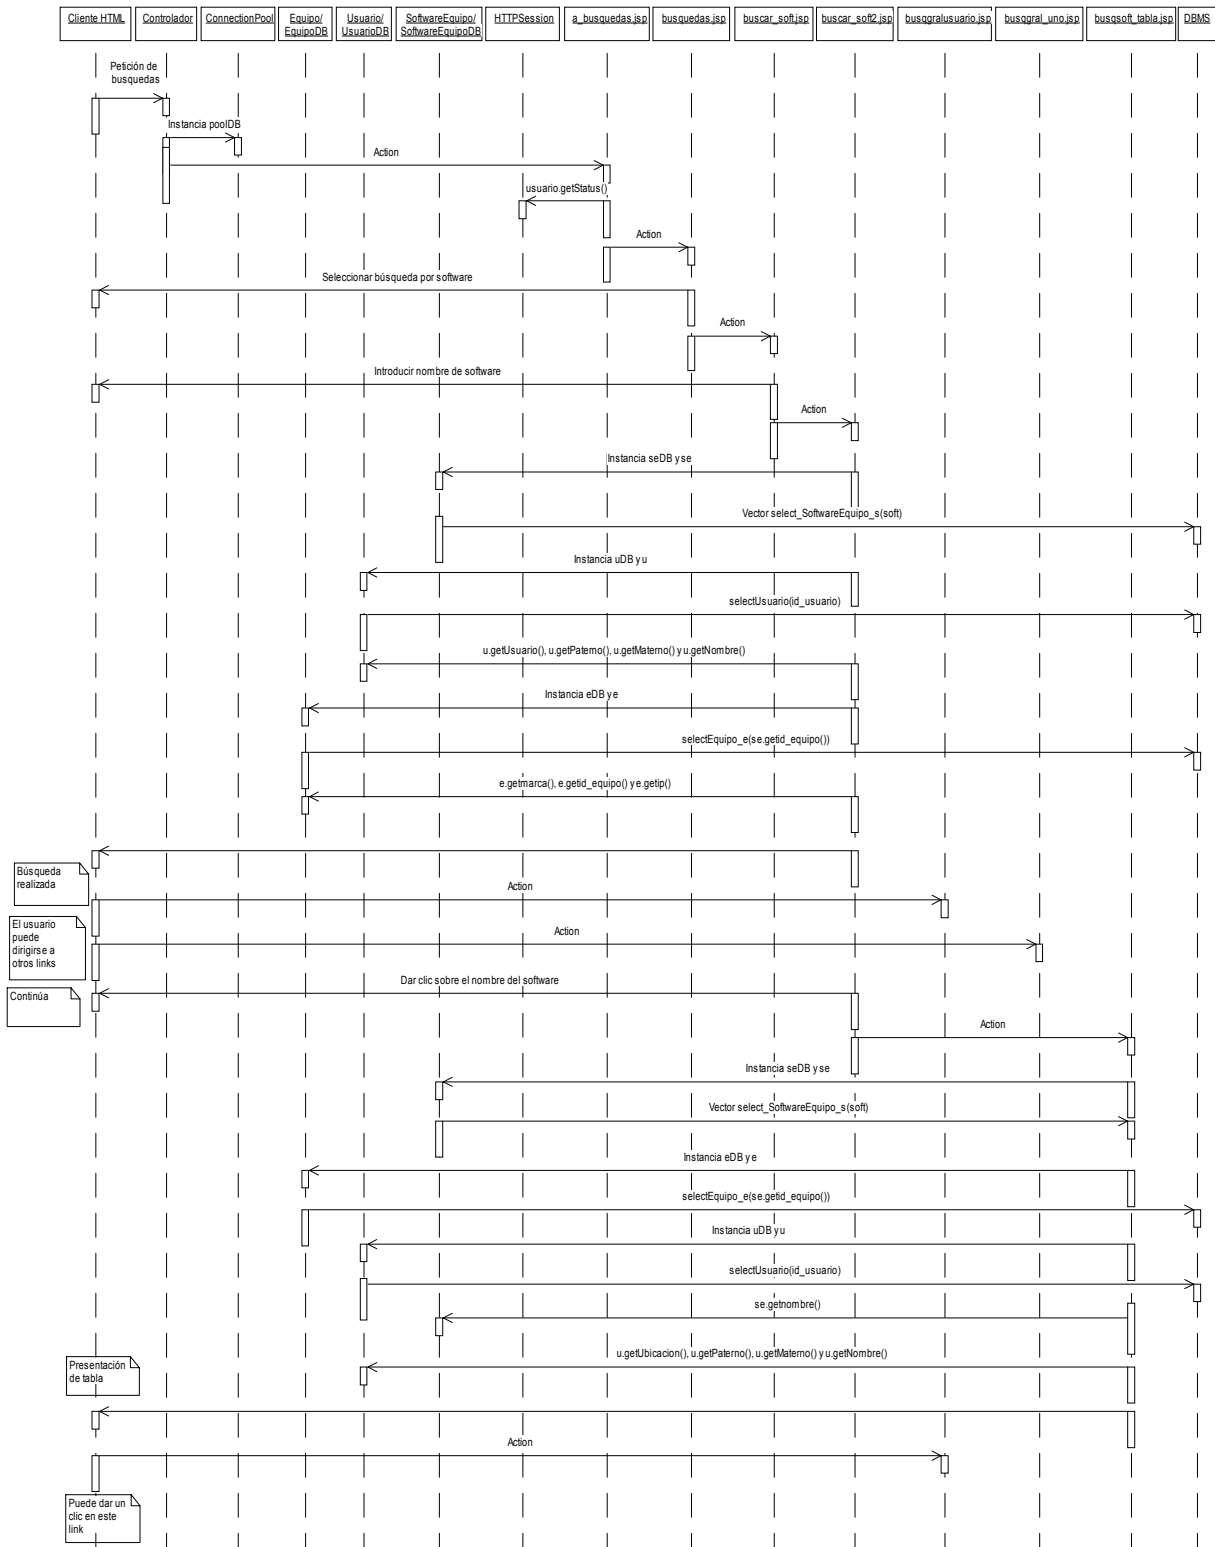 Cliente HTML
Controlador
ConnectionPool
Equipo/
EquipoDB
Usuario/
UsuarioDB
SoftwareEquipo/
SoftwareEquipoDB
HTTPSession
a_busquedas.jsp
busquedas.jsp
buscar_soft.jsp
buscar_soft2.jsp
busqgralusuario.jsp
busqgral_uno.jsp
busqsoft_tabla.jsp
DBMS
Petición de
busquedas
Instancia poolDB
Action
usuario.getStatus()
Action
Seleccionar búsqueda por software
Action
Introducir nombre de software
Action
Instancia seDB y se
Vector select_SoftwareEquipo_s(soft)
Instancia uDB y u
selectUsuario(id_usuario)
u.getUsuario(), u.getPaterno(), u.getMaterno() y u.getNombre()
Instancia eDB y e
selectEquipo_e(se.getid_equipo())
e.getmarca(), e.getid_equipo() y e.getip()
Búsqueda
realizada
Action
El usuario
puede
dirigirse a
otros links
Action
Dar clic sobre el nombre del software
Continúa
Action
Instancia seDB y se
Vector select_SoftwareEquipo_s(soft)
Instancia eDB y e
selectEquipo_e(se.getid_equipo())
Instancia uDB y u
selectUsuario(id_usuario)
se.getnombre()
u.getUbicacion(), u.getPaterno(), u.getMaterno() y u.getNombre()
Presentación
de tabla
Action
Puede dar un
clic en este
link